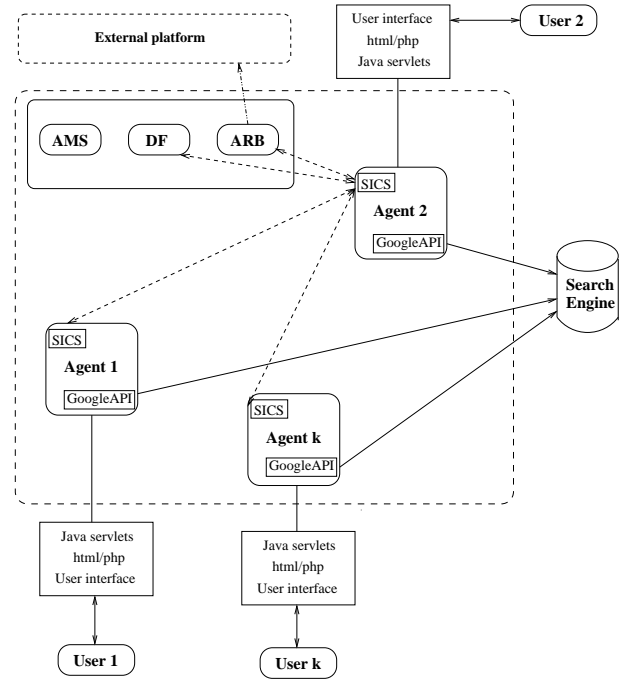 External platform
User interface
html/php
Java servlets
User 2
AMS
DF
ARB
SICS
Agent 2
GoogleAPI
Search
Engine
SICS
Agent 1
GoogleAPI
SICS
Agent k
GoogleAPI
Java servlets
html/php
User interface
Java servlets
html/php
User interface
User 1
User k